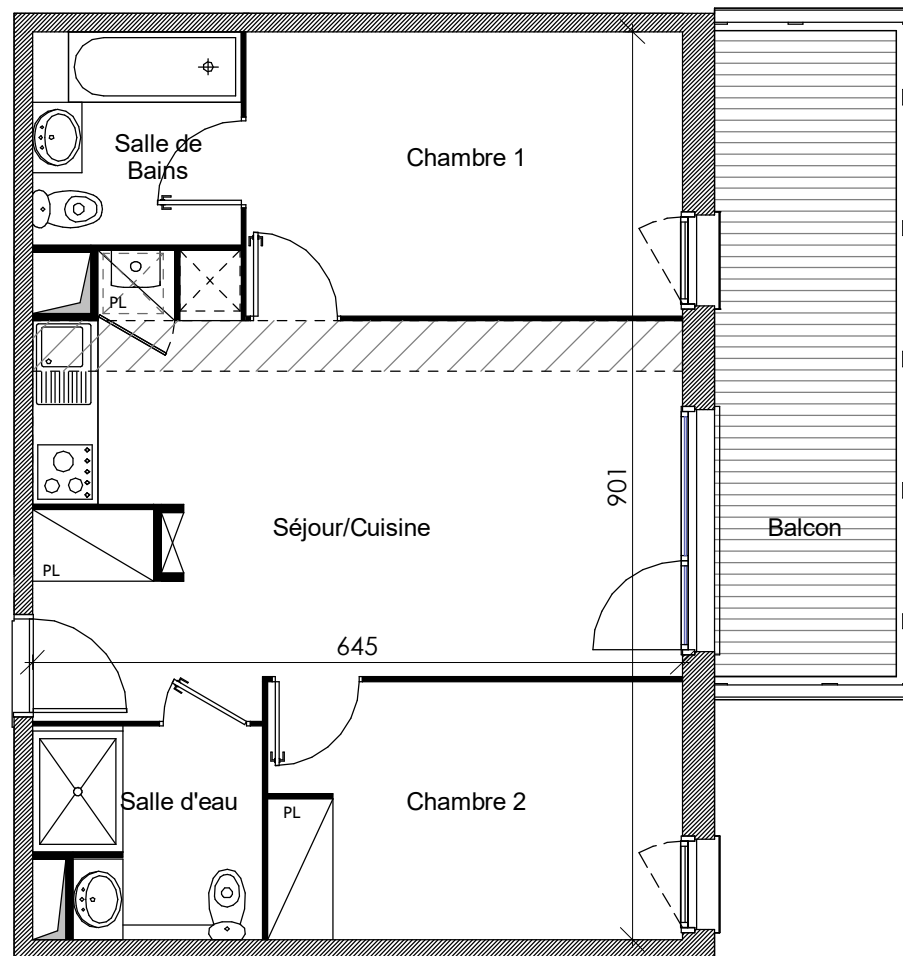 Salle de
Bains
Chambre 1
PL
901
Séjour/Cuisine
Balcon
PL
645
Salle d'eau
Chambre 2
PL